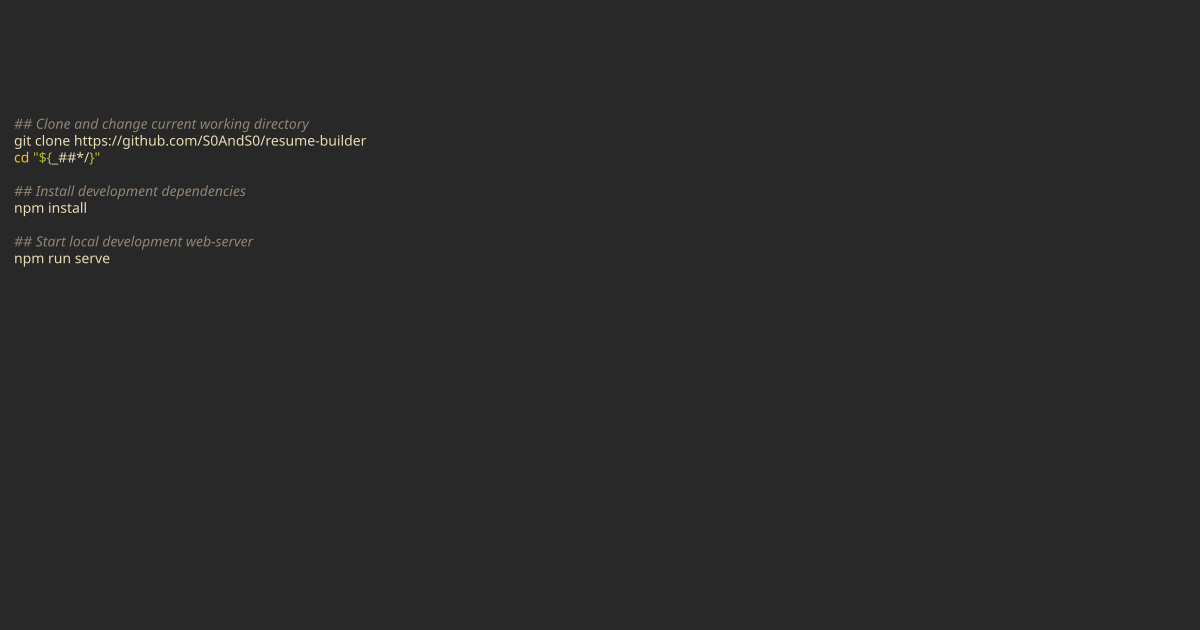 ## Clone and change current working directory
git clone https://github.com/S0AndS0/resume-builder
cd "${_##*/}"
## Install development dependencies
npm install
## Start local development web-server
npm run serve